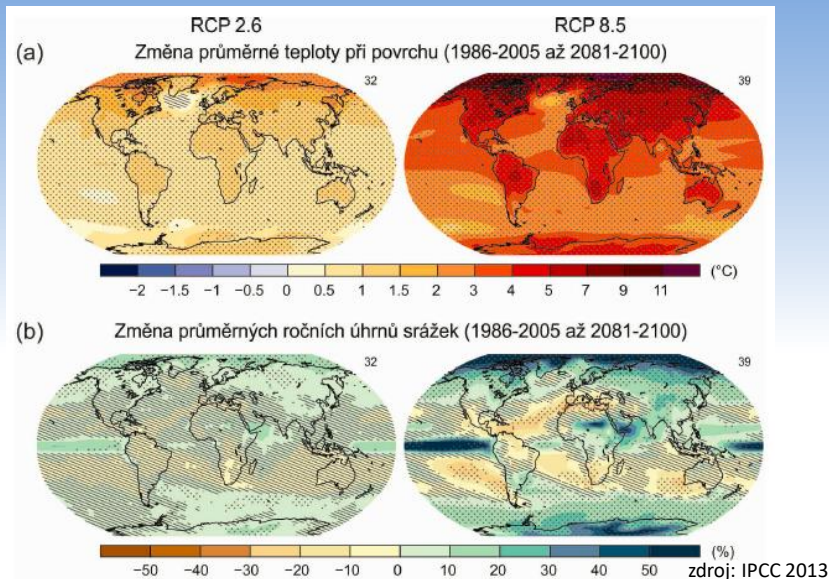 RCP 2.6 RCP 8.5
(a) Změna průměrné teploty při povrchu (1986-2005 až 2081-2100)
32 39
(°C)
−2 −1.5 −1 −0.5 0 0.5 1 1.5 2 3 4 5 7 9 11
(b) Změna průměrných ročních úhrnů srážek (1986-2005 až 2081-2100)
32 39
(%)
−50 −40 −30 −20 −10 0 10 20 30 40 50
zdroj: IPCC 2013